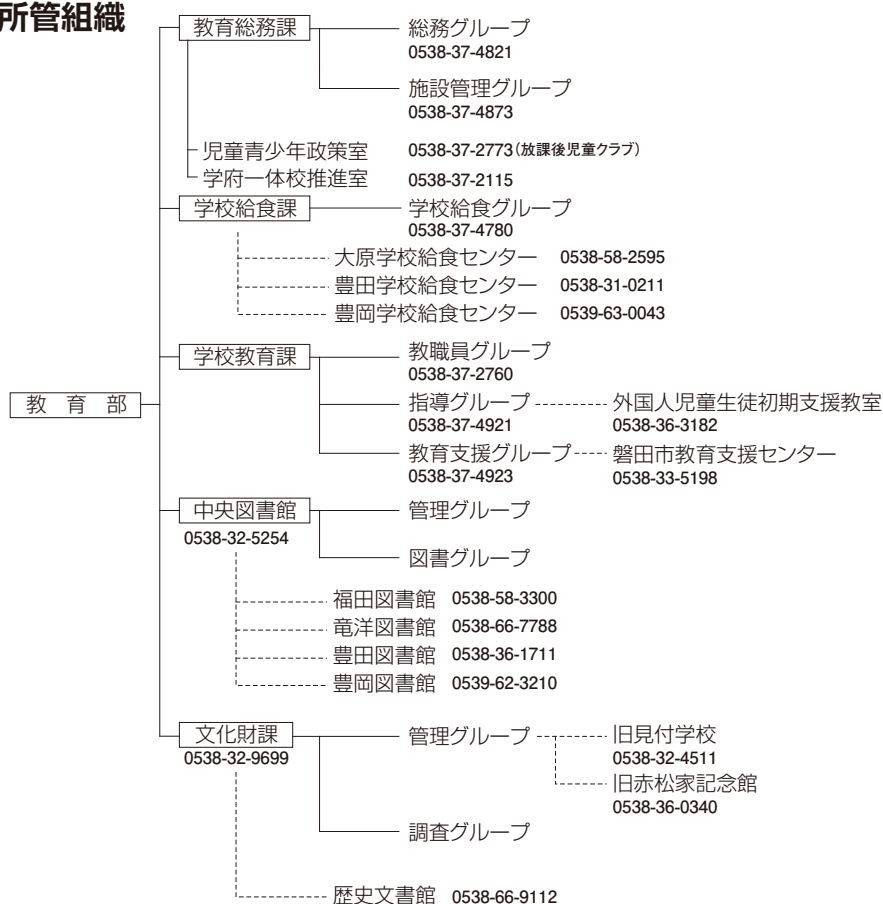 所管組織
教育総務課
総務グループ
0538-37-4821
施設管理グループ
0538-37-4873
児童青少年政策室 0538-37-2773(放課後児童クラブ)
学府一体校推進室 0538-37-2115
学校給食課
学校給食グループ
0538-37-4780
大原学校給食センター 0538-58-2595
豊田学校給食センター 0538-31-0211
豊岡学校給食センター 0539-63-0043
教育部
学校教育課
教職員グループ
0538-37-2760
指導グループ
0538-37-4921
外国人児童生徒初期支援教室
0538-36-3182
教育支援グループ
0538-37-4923
磐田市教育支援センター
0538-33-5198
中央図書館
0538-32-5254
管理グループ
図書グループ
福田図書館 0538-58-3300
竜洋図書館 0538-66-7788
豊田図書館 0538-36-1711
豊岡図書館 0539-62-3210
文化財課
0538-32-9699
管理グループ
旧見付学校
0538-32-4511
旧赤松家記念館
0538-36-0340
調査グループ
歴史文書館 0538-66-9112